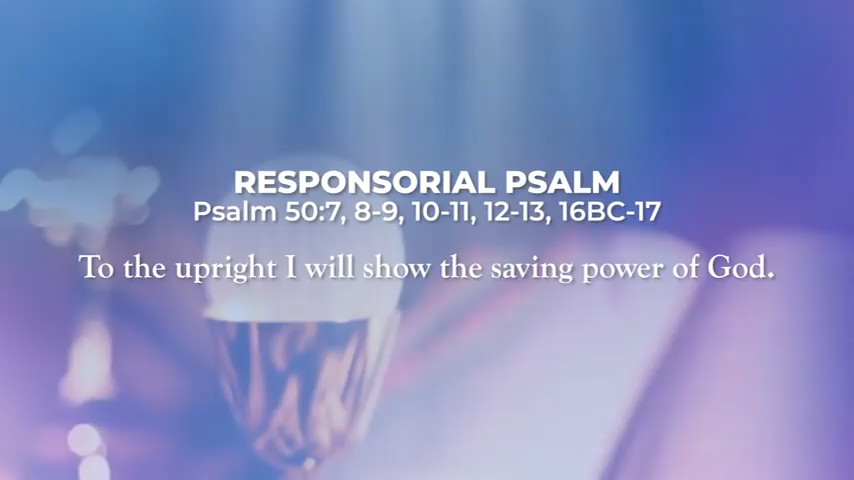 RESPONSORIAL PSALM
Psalm 50:7, 8-9, 10-11, 12-13, 16BC-17
To the upright I will show the saving power of God.